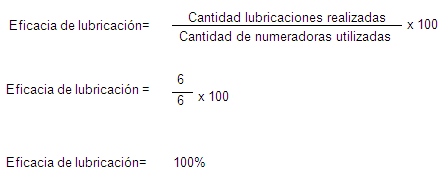 Eficacia de lubricación= Cantidad lubricaciones realizadas x 100
Cantidad de numeradoras utilizadas
Eficacia de lubricación = 6 x 100
6
Eficacia de lubricación= 100%